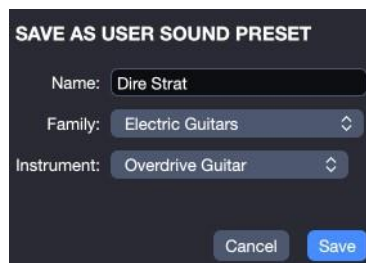 SAVE AS USER SOUND PRESET
Name: Dire Strat
Family: Electric Guitars
Instrument: Overdrive Guitar
Cancel Save